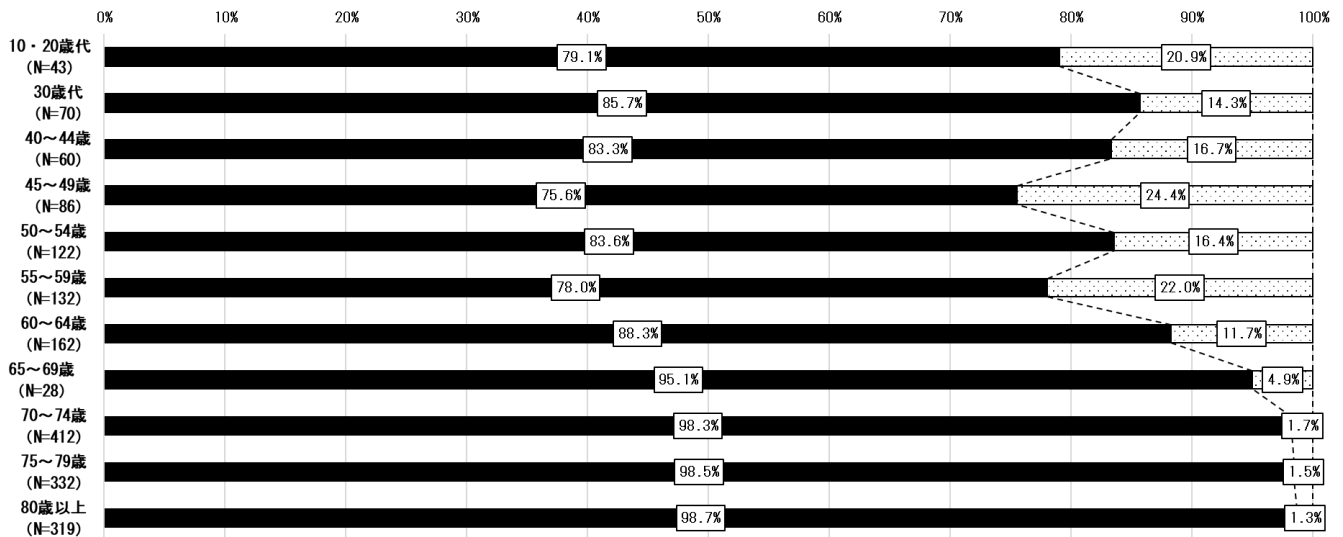 0% 10% 20% 30% 40% 50% 60% 70% 80% 90% 100%
10・20歳代
(N=43)
79.1% 20.9%
30歳代
(N=70)
85.7% 14.3%
40～44歳
(N=60)
83.3% 16.7%
45～49歳
(N=86)
75.6% 24.4%
50～54歳
(N=122)
83.6% 16.4%
55～59歳
(N=132)
78.0% 22.0%
60～64歳
(N=162)
88.3% 11.7%
65～69歳
(N=28)
95.1% 4.9%
70～74歳
(N=412)
98.3% 1.7%
75～79歳
(N=332)
98.5% 1.5%
80歳以上
(N=319)
98.7% 1.3%